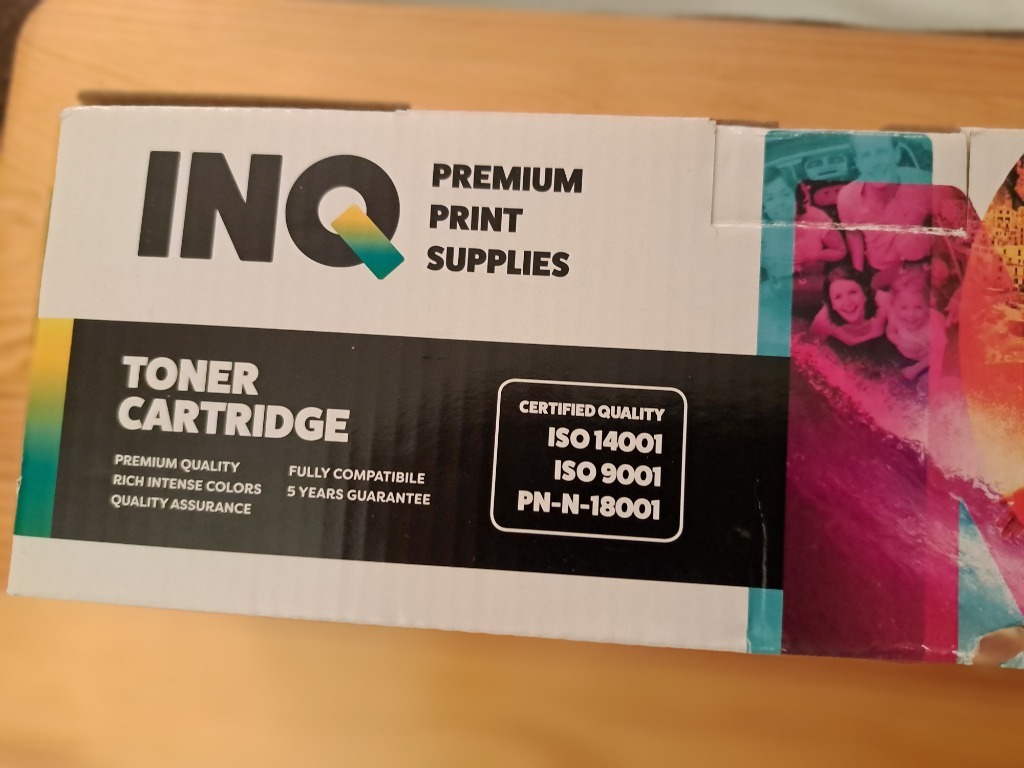 INQ
PREMIUM
PRINT
SUPPLIES
TONER
CARTRIDGE
PREMIUM QUALITY
RICH INTENSE COLORS
QUALITY ASSURANCE
FULLY COMPATIBILE
5 YEARS GUARANTEE
CERTIFIED QUALITY
ISO 14001
ISO 9001
PN-N-18001